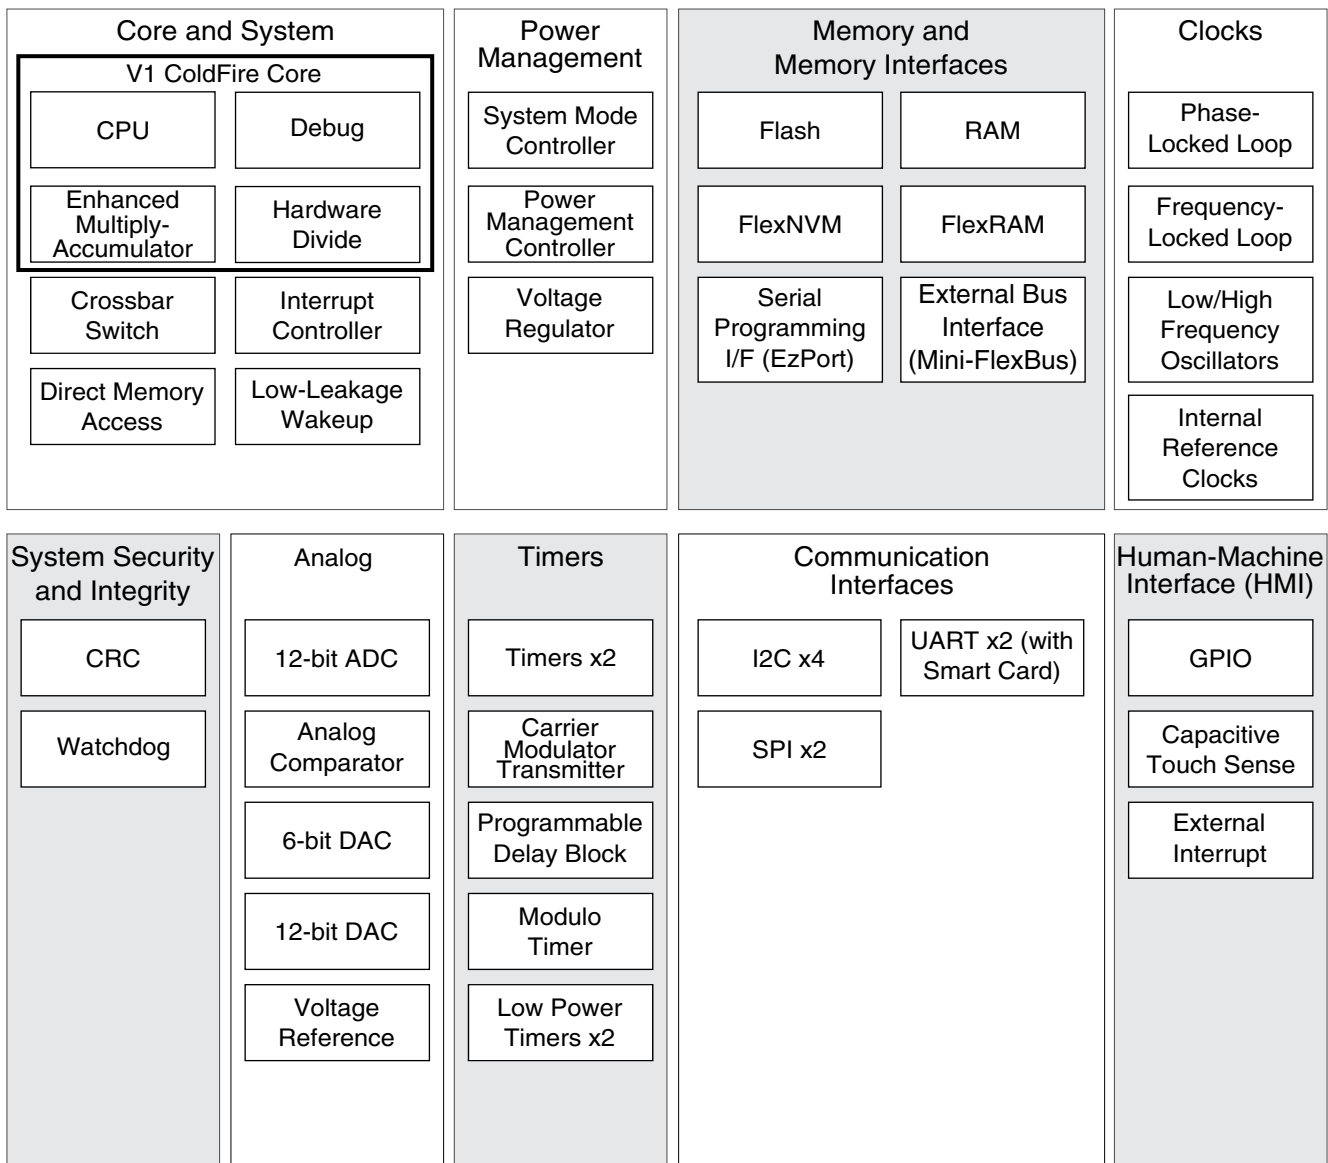 Core and System
V1 ColdFire Core
CPU
Debug
Enhanced
Multiply-
Accumulator
Hardware
Divide
Crossbar
Switch
Interrupt
Controller
Direct Memory
Access
Low-Leakage
Wakeup
Power
Management
System Mode
Controller
Power
Management
Controller
Voltage
Regulator
Memory and
Memory Interfaces
Flash
RAM
FlexNVM
FlexRAM
Serial
Programming
I/F (EzPort)
External Bus
Interface
(Mini-FlexBus)
Clocks
Phase-
Locked Loop
Frequency-
Locked Loop
Low/High
Frequency
Oscillators
Internal
Reference
Clocks
System Security
and Integrity
CRC
Watchdog
Analog
12-bit ADC
Analog
Comparator
6-bit DAC
12-bit DAC
Voltage
Reference
Timers
Timers x2
Carrier
Modulator
Transmitter
Programmable
Delay Block
Modulo
Timer
Low Power
Timers x2
Communication
Interfaces
I2C x4
UART x2 (with
Smart Card)
SPI x2
Human-Machine
Interface (HMI)
GPIO
Capacitive
Touch Sense
External
Interrupt